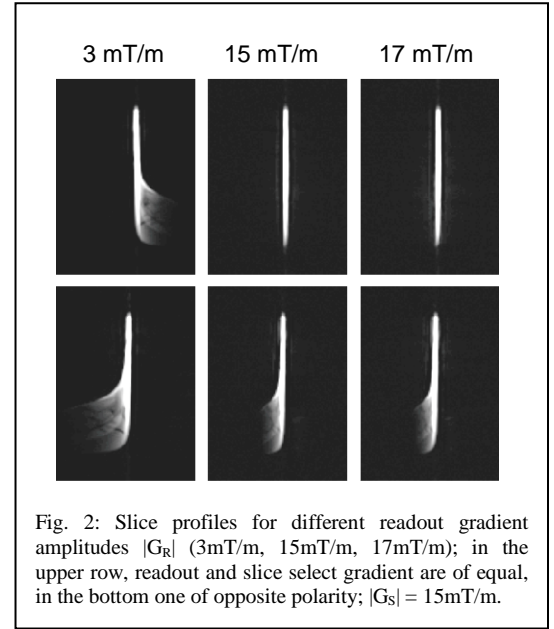 3 mT/m 15 mT/m 17 mT/m
Fig. 2: Slice profiles for different readout gradient
amplitudes |G_R| (3mT/m, 15mT/m, 17mT/m); in the
upper row, readout and slice select gradient are of equal,
in the bottom one of opposite polarity; |G_S| = 15mT/m.